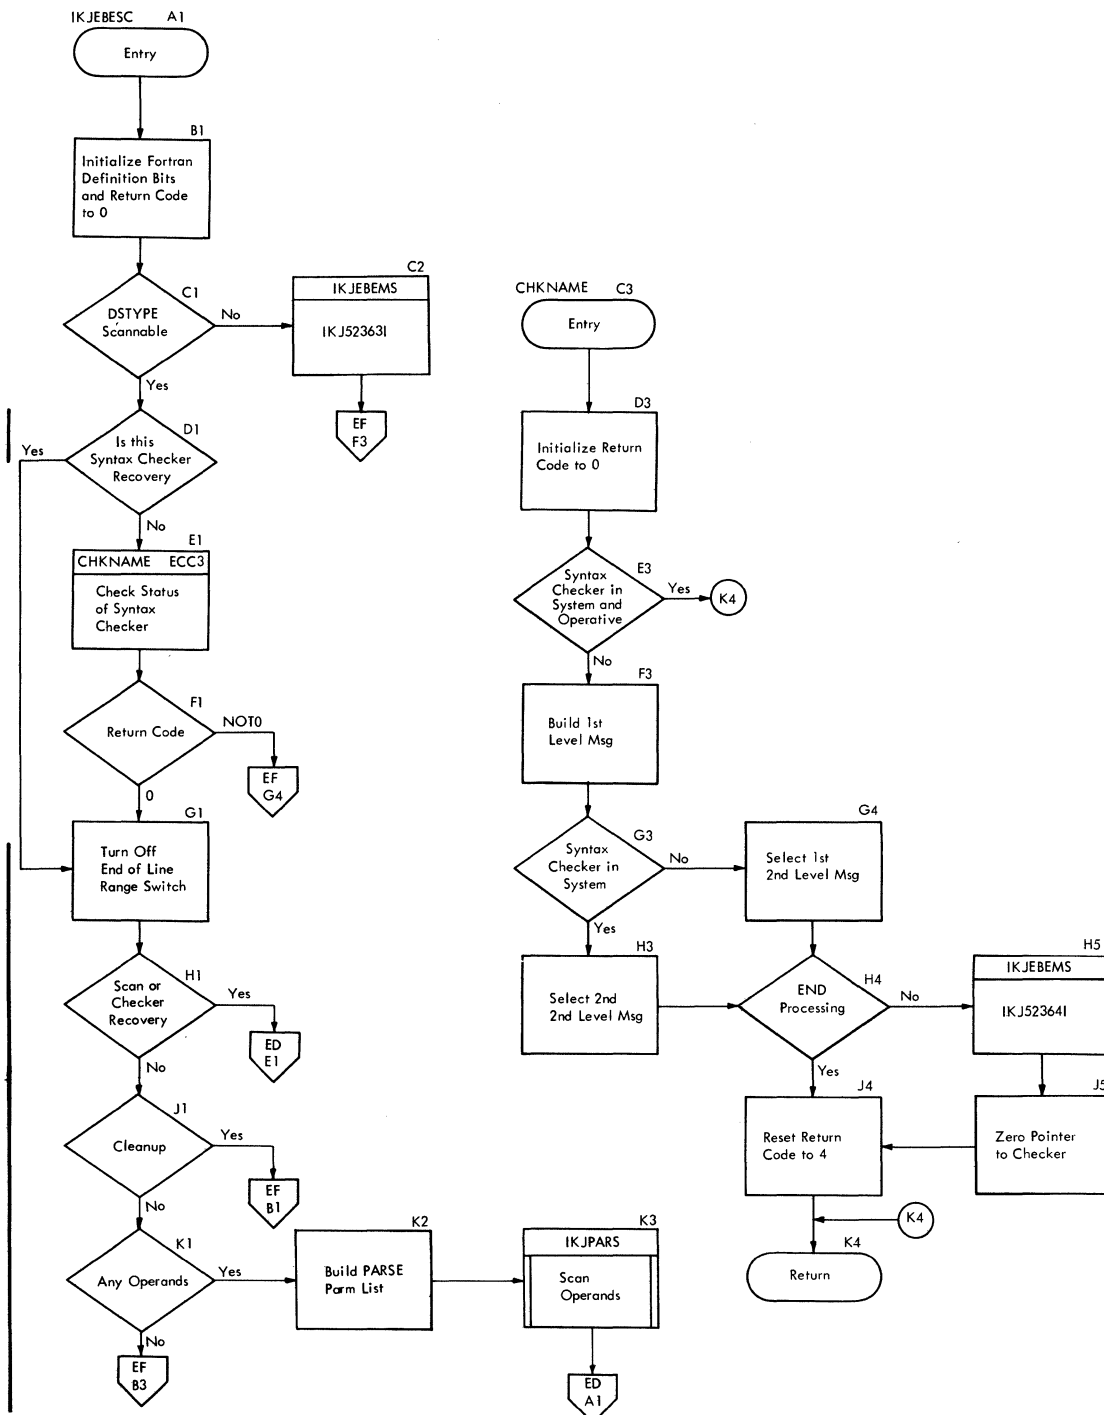 IKJEBESC A1
Entry
B1
Initialize Fortran
Definition Bits
and Return Code
to 0
C1
DSTYPE
Scannable
No
Yes
C2
IKJEBEMS
IKJ52363I
EF
F3
D1
Is this
Syntax Checker
Recovery
Yes
No
E1
CHKNAME ECC3
Check Status
of Syntax
Checker
F1
Return Code
NOT0
0
EF
G4
G1
Turn Off
End of Line
Range Switch
H1
Scan or
Checker
Recovery
Yes
No
ED
E1
J1
Cleanup
Yes
No
EF
B1
K1
Any Operands
Yes
No
EF
B3
K2
Build PARSE
Parm List
K3
IKJPARS
Scan
Operands
ED
A1
CHKNAME C3
Entry
D3
Initialize Return
Code to 0
E3
Syntax
Checker in
System and
Operative
Yes
K4
No
F3
Build 1st
Level Msg
G3
Syntax
Checker in
System
No
Yes
G4
Select 1st
2nd Level Msg
H3
Select 2nd
2nd Level Msg
H4
END
Processing
No
Yes
H5
IKJEBEMS
IKJ52364I
J4
Reset Return
Code to 4
J5
Zero Pointer
to Checker
K4
K4
Return